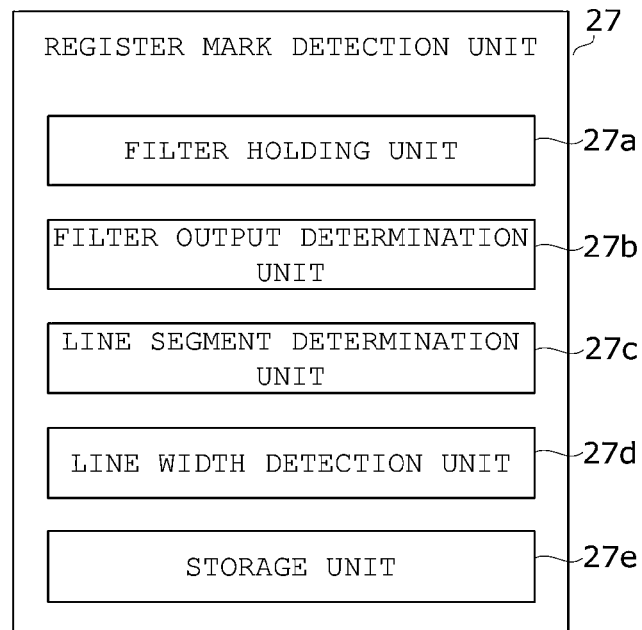 27
REGISTER MARK DETECTION UNIT
FILTER HOLDING UNIT
27a
FILTER OUTPUT DETERMINATION
UNIT
27b
LINE SEGMENT DETERMINATION
UNIT
27c
LINE WIDTH DETECTION UNIT
27d
STORAGE UNIT
27e